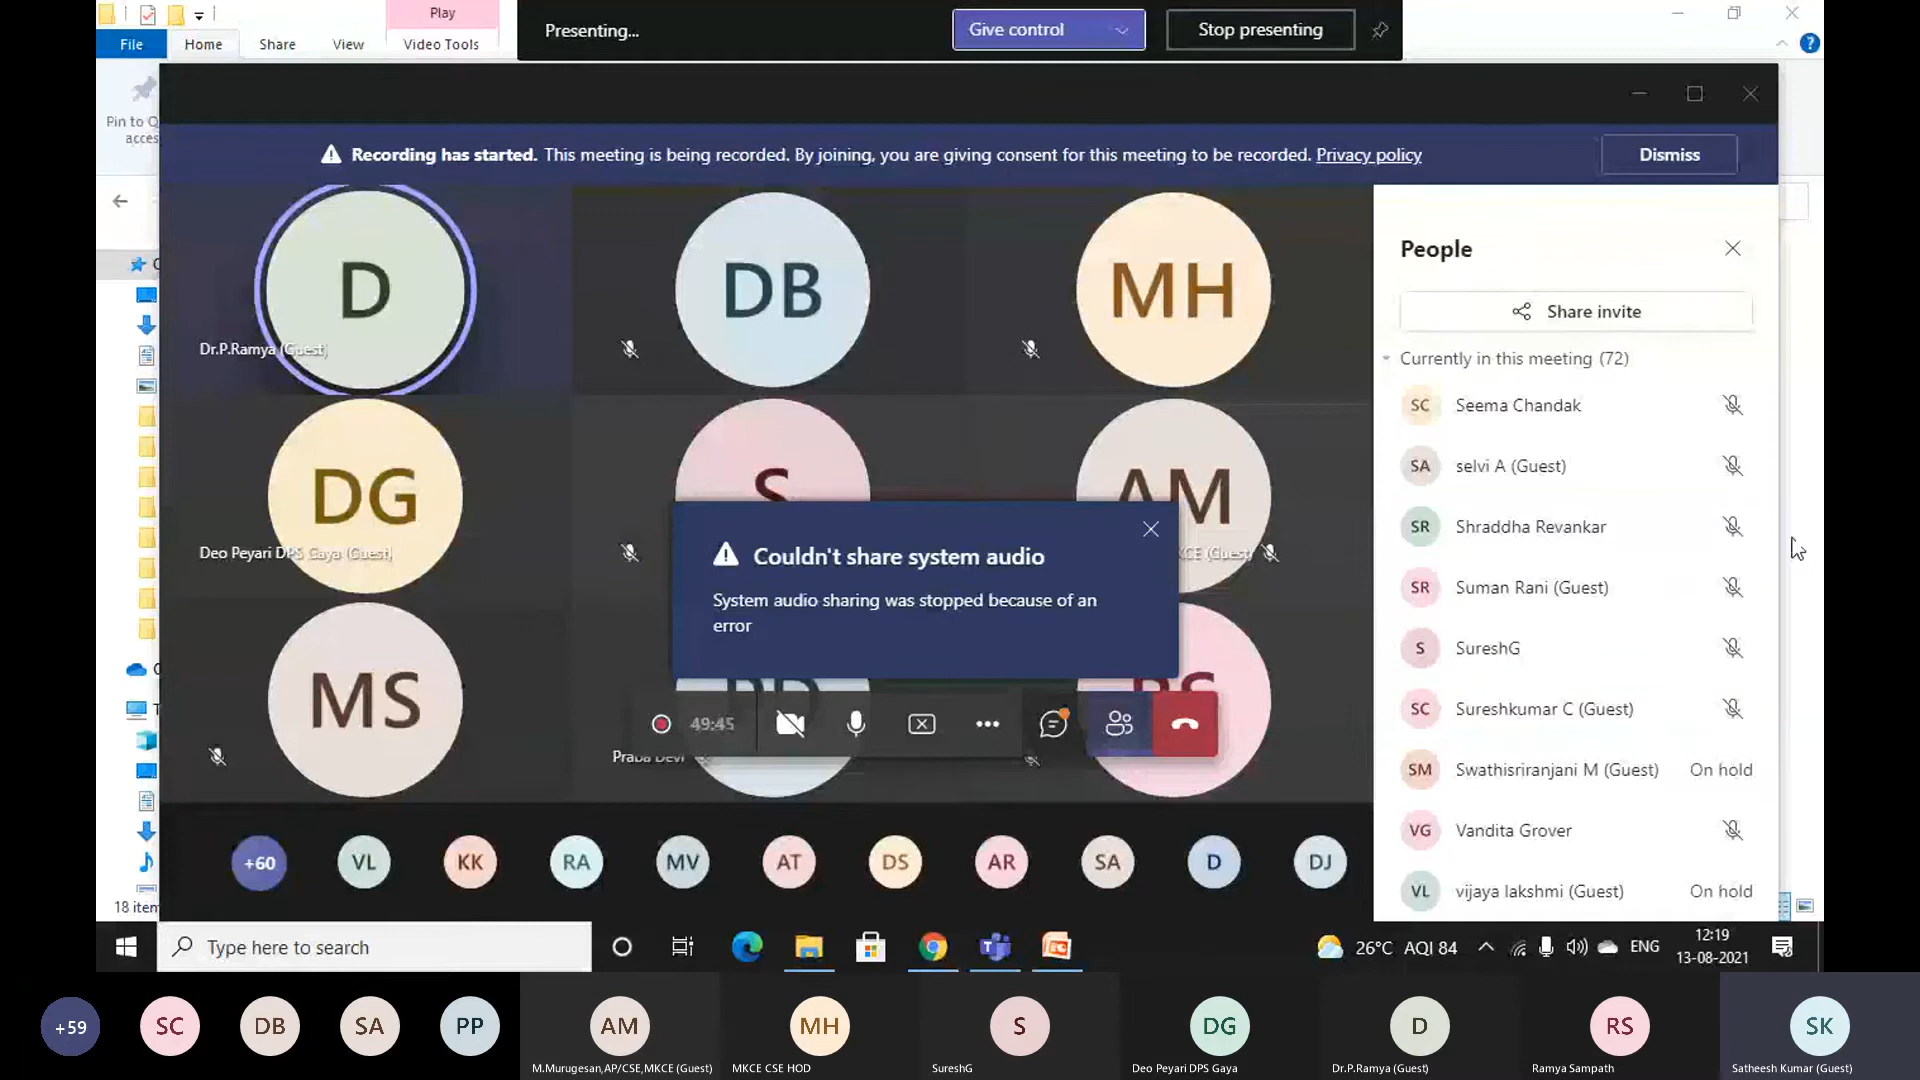 Play
Presenting...
Give control
Stop presenting
File
Home
Share
View
Video Tools
Pin to Q
acces
Recording has started. This meeting is being recorded. By joining, you are giving consent for this meeting to be recorded. Privacy policy
Dismiss
D
Dr.P.Ramya (Guest)
DB
MH
DG
Deo Peyari DPS Gaya (Guest)
S
AM
KCE (Guest)
MS
Praba Devi
People
Share invite
Currently in this meeting (72)
SC Seema Chandak
SA selvi A (Guest)
SR Shraddha Revankar
SR Suman Rani (Guest)
S SureshG
SC Sureshkumar C (Guest)
SM Swathisriranjani M (Guest) On hold
VG Vandita Grover
VL vijaya lakshmi (Guest) On hold
Couldn't share system audio
System audio sharing was stopped because of an
error
49:45
+60 VL KK RA MV AT DS AR SA D DJ
18 item
Type here to search
26°C AQI 84
ENG
12:19
13-08-2021
+59 SC DB SA PP AM MH S DG D RS SK
M.Murugesan,AP/CSE,MKCE (Guest)
MKCE CSE HOD
SureshG
Deo Peyari DPS Gaya
Dr.P.Ramya (Guest)
Ramya Sampath
Satheesh Kumar (Guest)